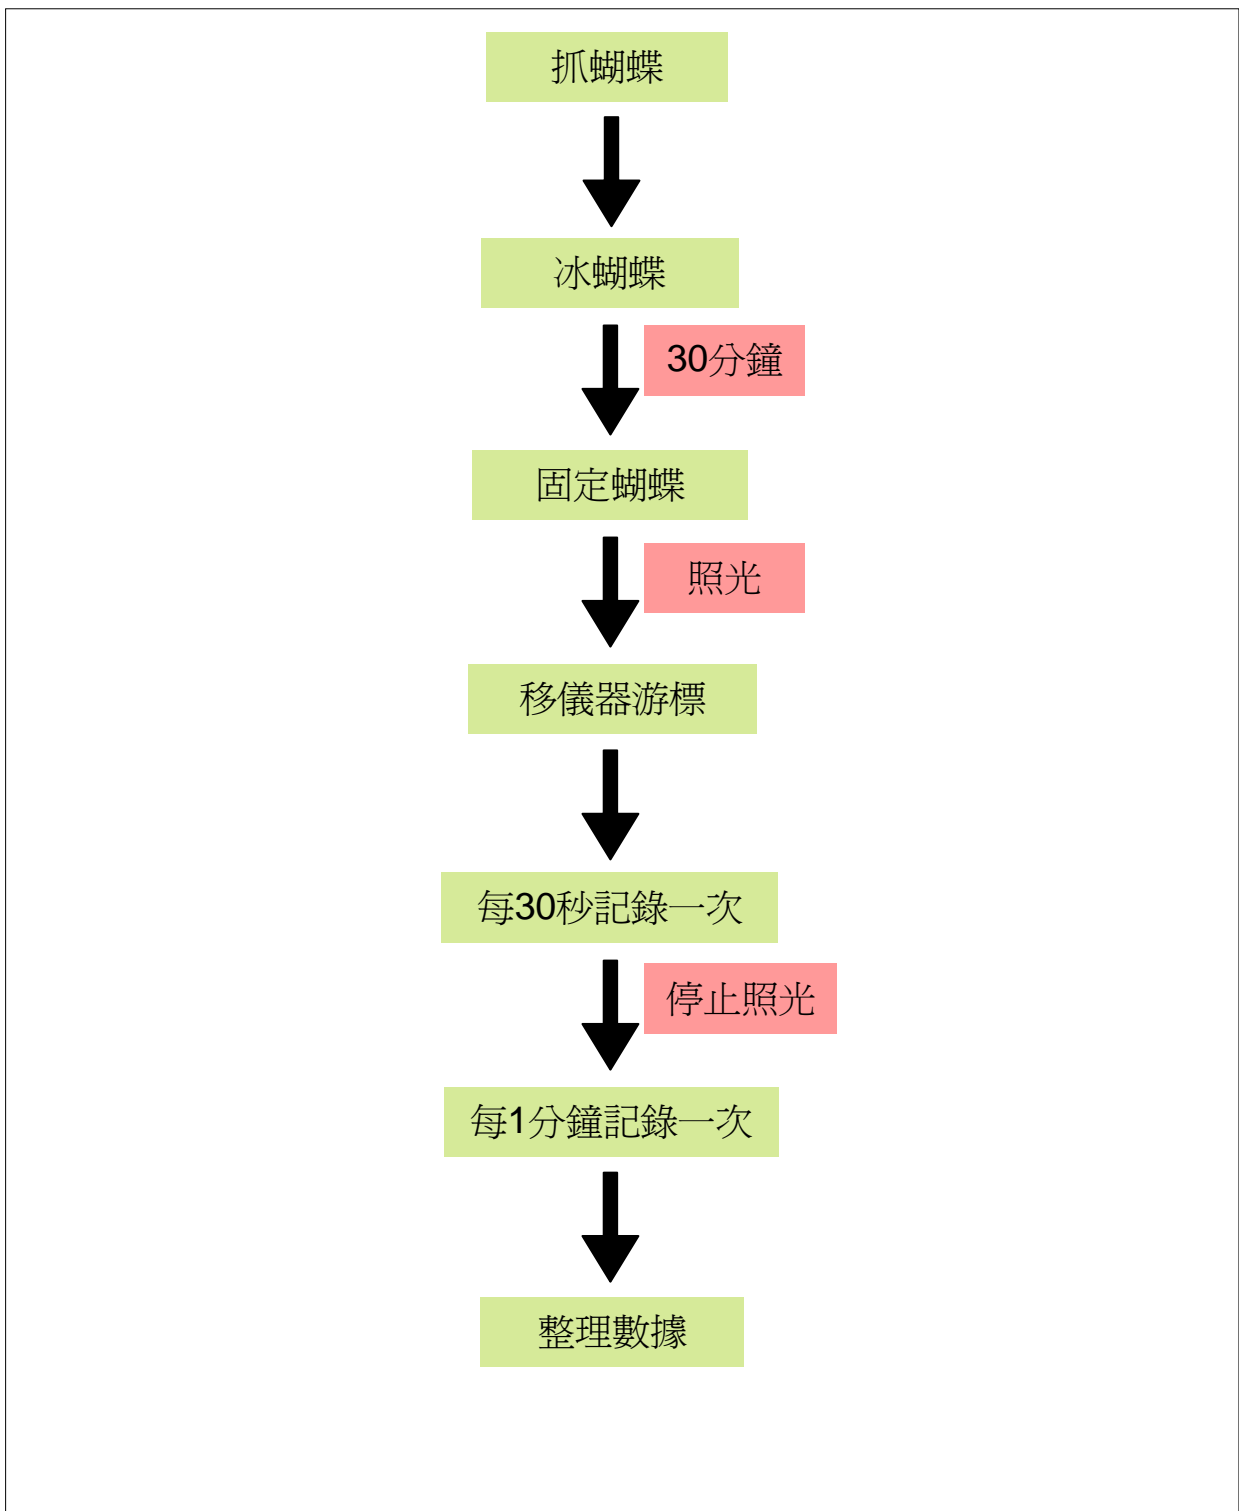 抓蝴蝶
冰蝴蝶
30分鐘
固定蝴蝶
照光
移儀器游標
每30秒記錄一次
停止照光
每1分鐘記錄一次
整理數據